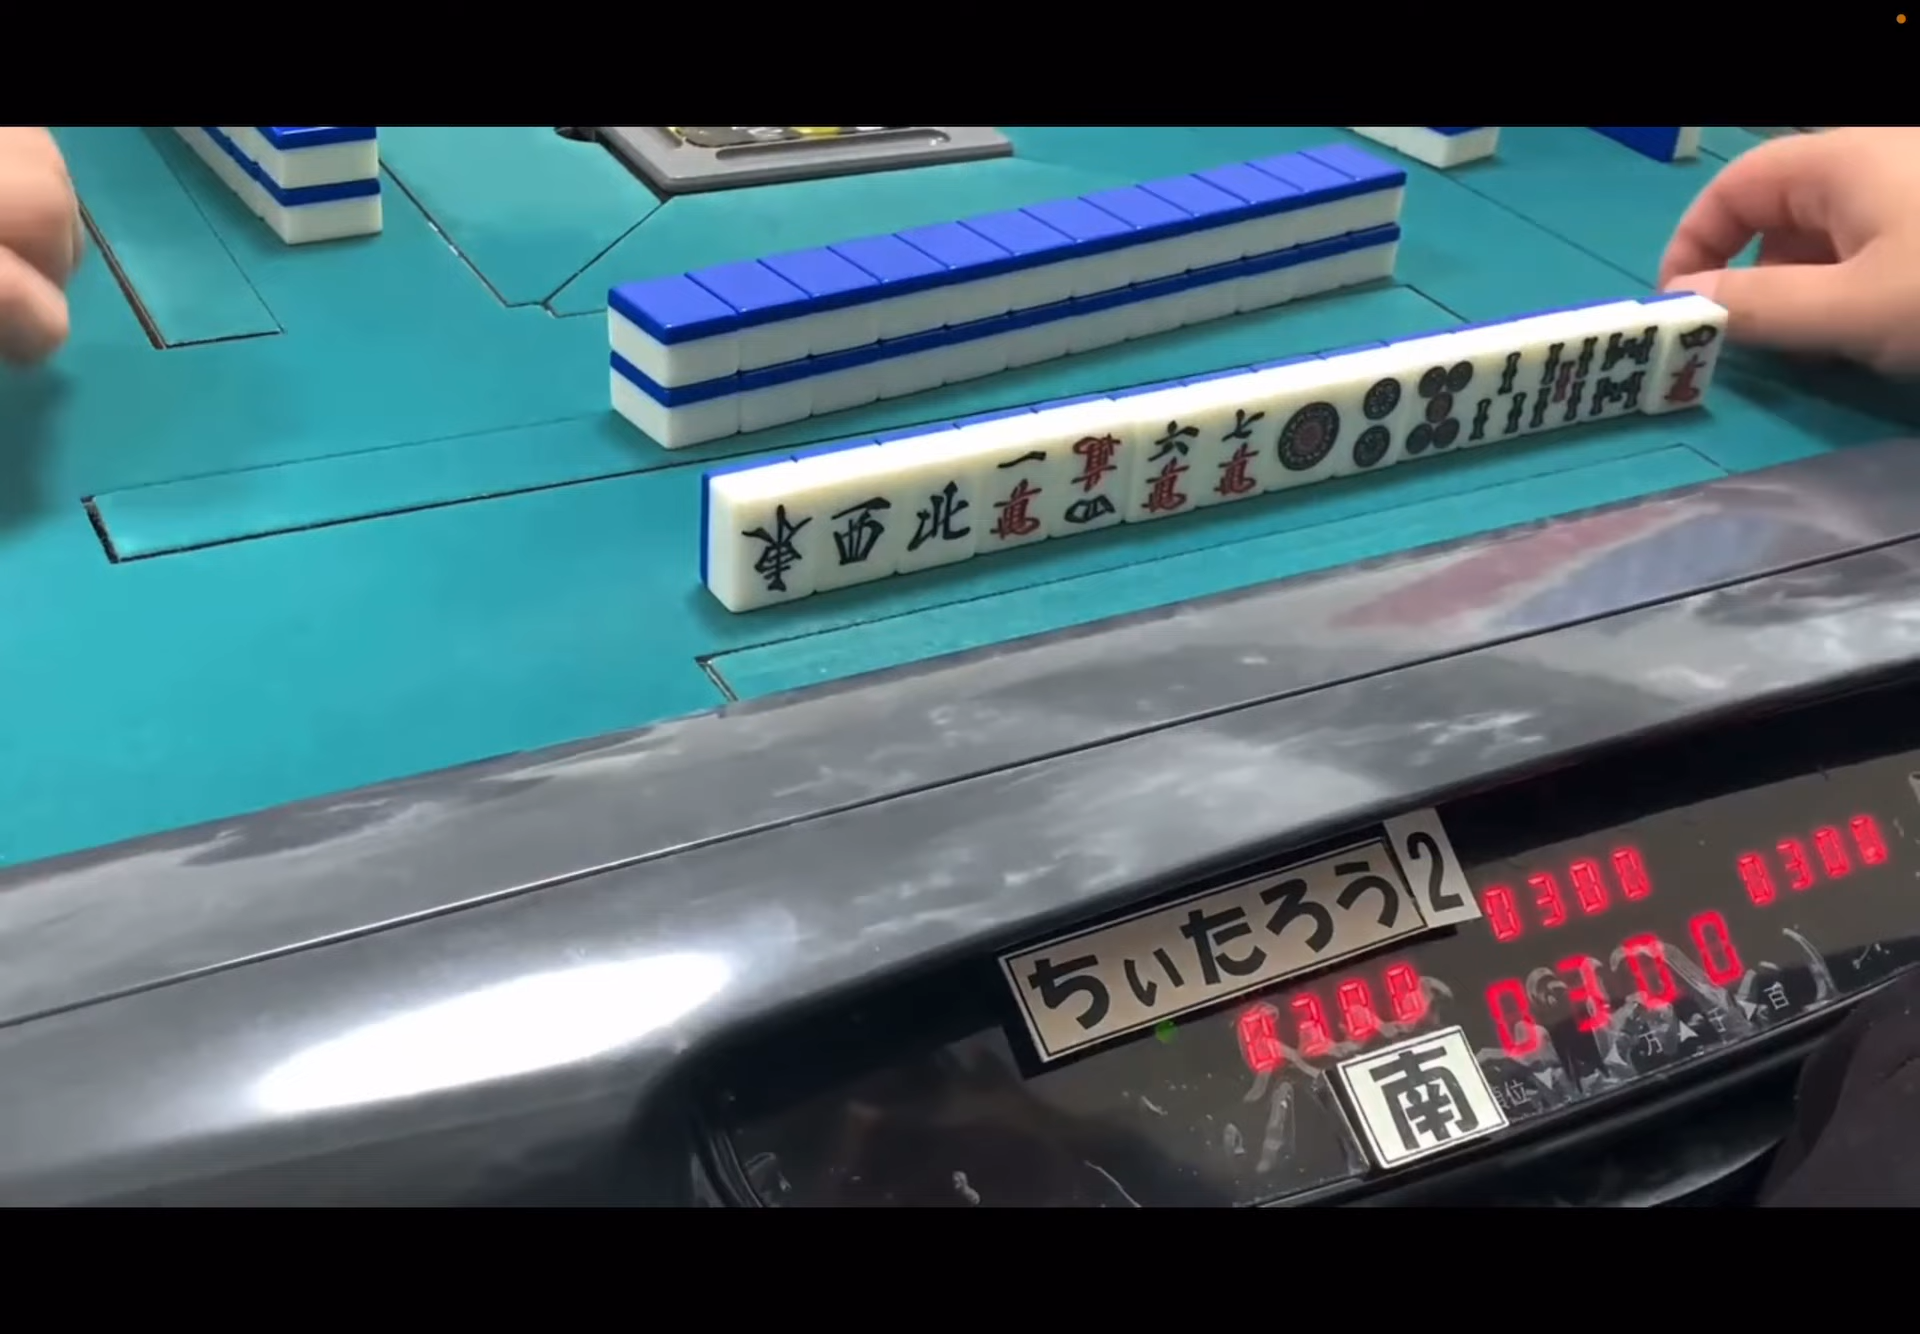 東 西 北 一萬 四萬 六萬 七萬 四萬
ちぃたろう 2
0300 0300
0300 0300
南
位 万 千 百